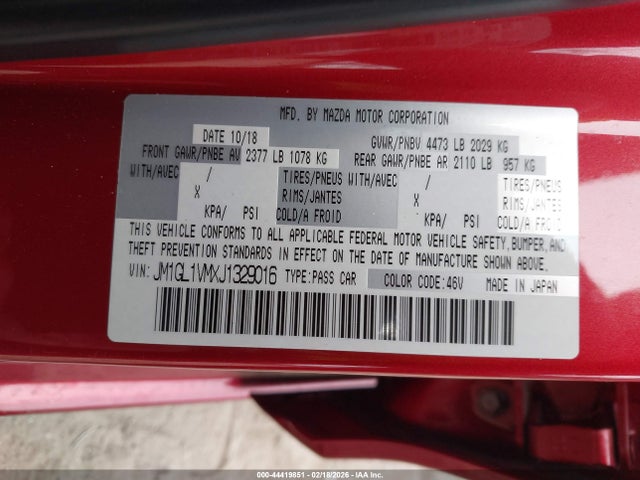 MFD. BY MAZDA MOTOR CORPORATION
DATE 10/18 GVWR/PNBV 4473 LB 2029 KG
FRONT GAWR/PNBE AV 2377 LB 1078 KG REAR GAWR/PNBE AR 2110 LB 957 KG
WITH/AVEC / TIRES/PNEUS WITH/AVEC / TIRES/PNEUS
X RIMS/JANTES X RIMS/JANTES
KPA/ PSI COLD/A FROID KPA/ PSI COLD/A FROID
THIS VEHICLE CONFORMS TO ALL APPLICABLE FEDERAL MOTOR VEHICLE SAFETY, BUMPER, AND
THEFT PREVENTION STANDARDS IN EFFECT ON THE DATE OF MANUFACTURE SHOWN ABOVE.
VIN: JM1GL1VMXJ1329016 TYPE:PASS CAR COLOR CODE:46V MADE IN JAPAN
000-44419851 - 02/18/2026 - IAA Inc.